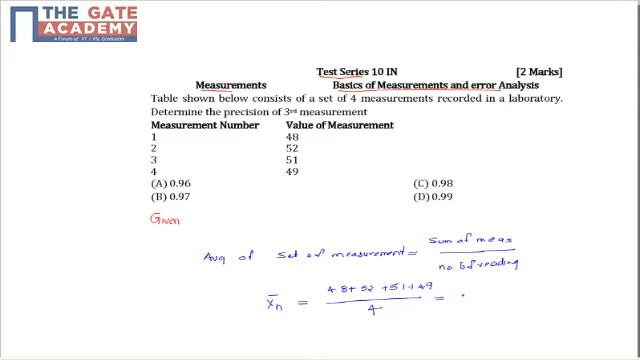 THE GATE
ACADEMY
A Forum of IIT / IISc Graduates
Test Series 10 IN [2 Marks]
Measurements Basics of Measurements and error Analysis
Table shown below consists of a set of 4 measurements recorded in a laboratory.
Determine the precision of 3rd measurement
Measurement Number Value of Measurement
1 48
2 52
3 51
4 49
(A) 0.96 (C) 0.98
(B) 0.97 (D) 0.99
Given
Avg of Set of measurement = Sum of meas / no. of reading
X̄n = 48 + 52 + 51 + 49 / 4 =